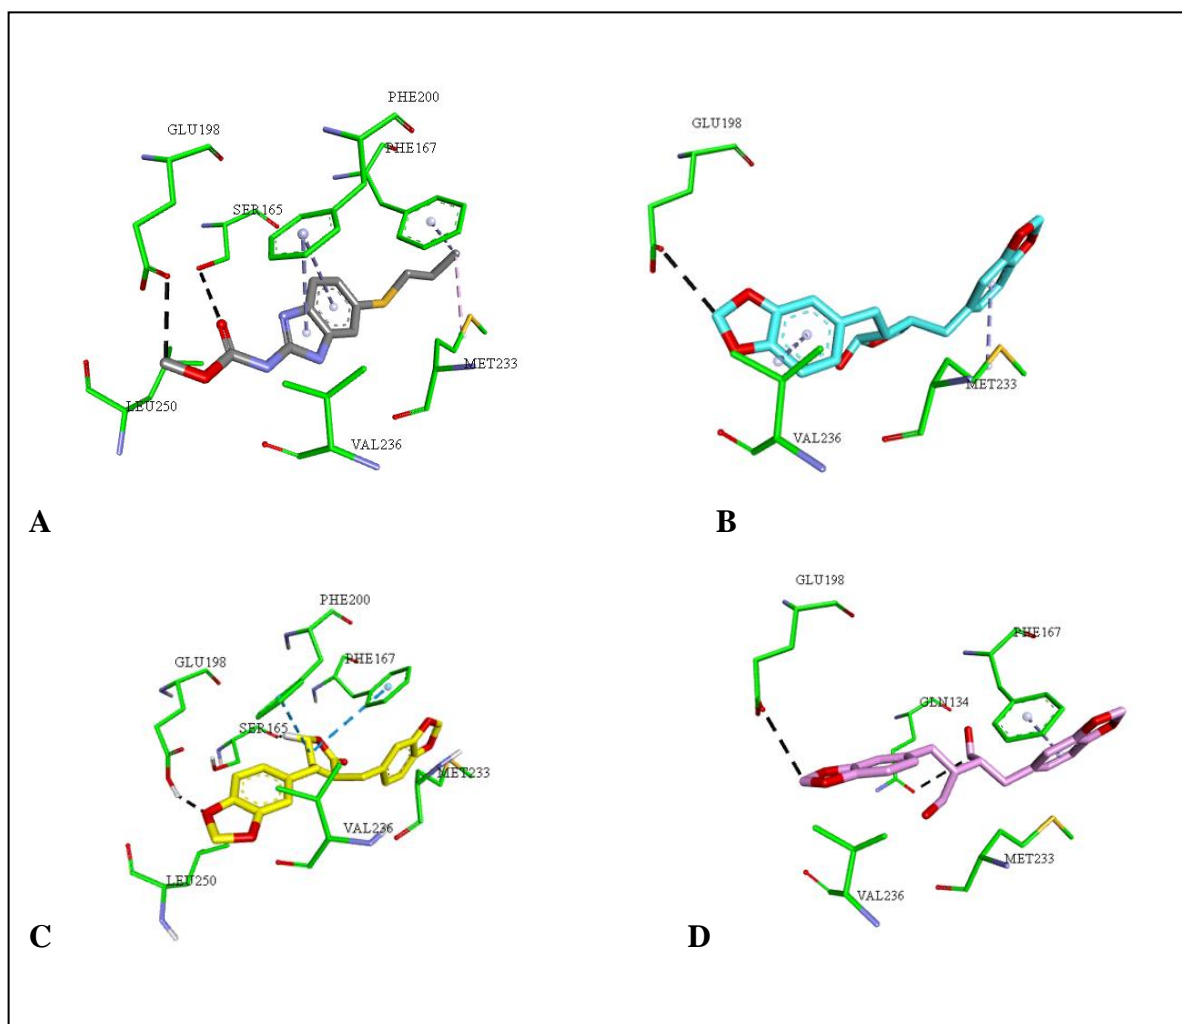 PHE200
GLU198
PHE167
SER165
MET233
LEU250
VAL236
A
GLU198
MET233
VAL236
B
PHE200
GLU198
PHE167
SER165
MET233
VAL236
LEU250
C
GLU198
PHE167
GLN134
MET233
VAL236
D